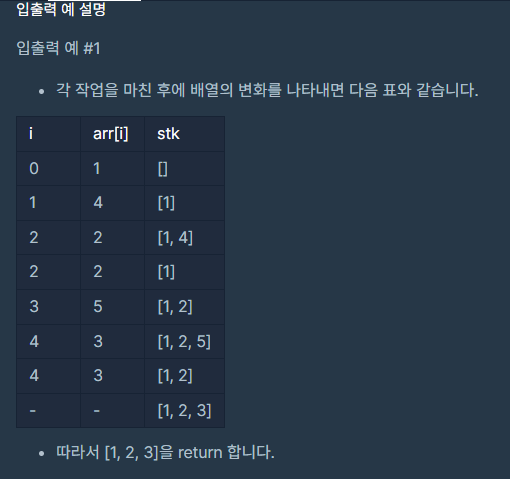 입출력 예 설명
입출력 예 #1
• 각 작업을 마친 후에 배열의 변화를 나타내면 다음 표와 같습니다.
i arr[i] stk
0 1 []
1 4 [1]
2 2 [1, 4]
2 2 [1]
3 5 [1, 2]
4 3 [1, 2, 5]
4 3 [1, 2]
- - [1, 2, 3]
• 따라서 [1, 2, 3]을 return 합니다.